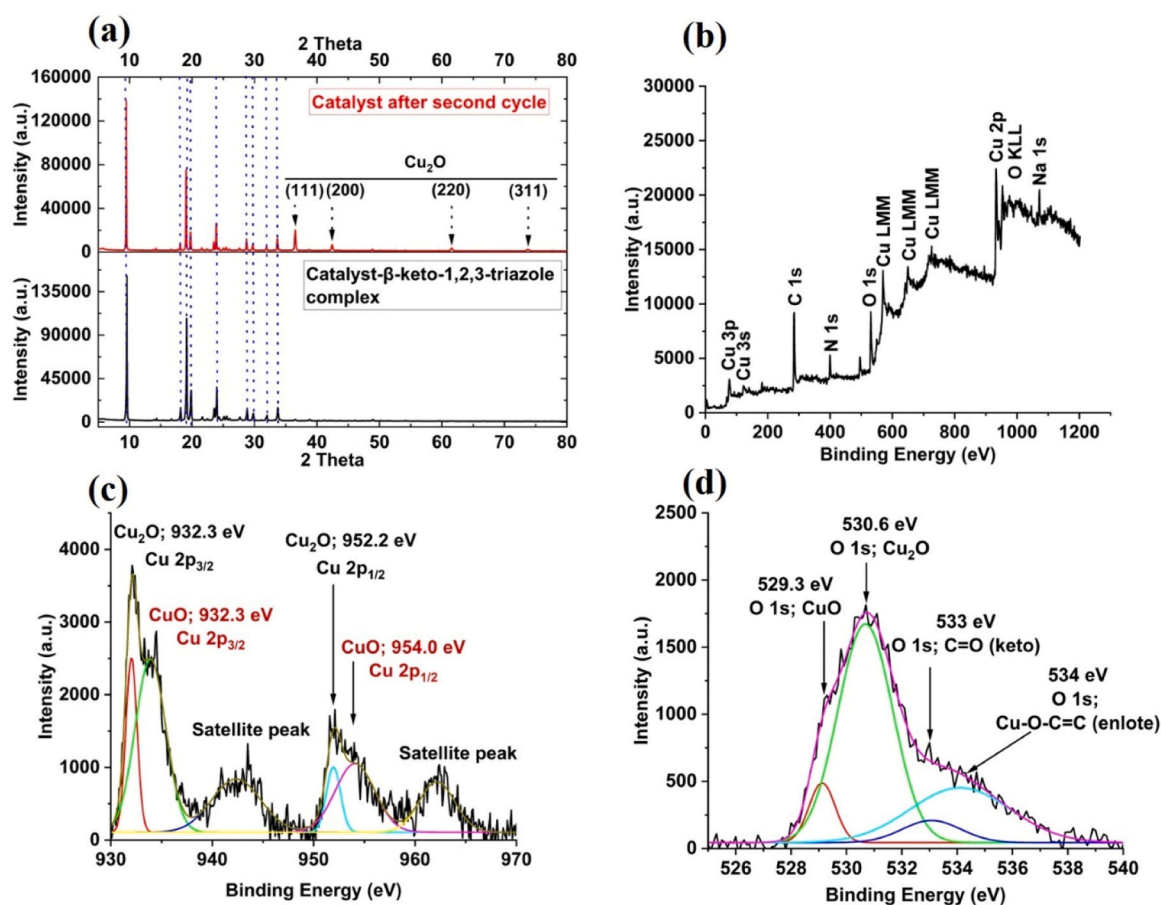 (a)
2 Theta
10 20 30 40 50 60 70 80
160000
120000
80000
40000
0
Intensity (a.u.)
Catalyst after second cycle
Cu₂O
(111) (200) (220) (311)
135000
90000
45000
0
Intensity (a.u.)
Catalyst-β-keto-1,2,3-triazole
complex
10 20 30 40 50 60 70 80
2 Theta
(b)
30000
25000
20000
15000
10000
5000
0
Intensity (a.u.)
Cu 3p
Cu 3s
C 1s
N 1s
O 1s
Cu LMM
Cu LMM
Cu LMM
Cu 2p
O KLL
Na 1s
0 200 400 600 800 1000 1200
Binding Energy (eV)
(c)
4000
3000
2000
1000
0
Intensity (a.u.)
Cu₂O; 932.3 eV
Cu 2p₃/₂
CuO; 932.3 eV
Cu 2p₃/₂
Satellite peak
Cu₂O; 952.2 eV
Cu 2p₁/₂
CuO; 954.0 eV
Cu 2p₁/₂
Satellite peak
930 940 950 960 970
Binding Energy (eV)
(d)
2500
2000
1500
1000
500
0
Intensity (a.u.)
530.6 eV
O 1s; Cu₂O
529.3 eV
O 1s; CuO
533 eV
O 1s; C=O (keto)
534 eV
O 1s;
Cu-O-C=C (enlote)
526 528 530 532 534 536 538 540
Binding Energy (eV)